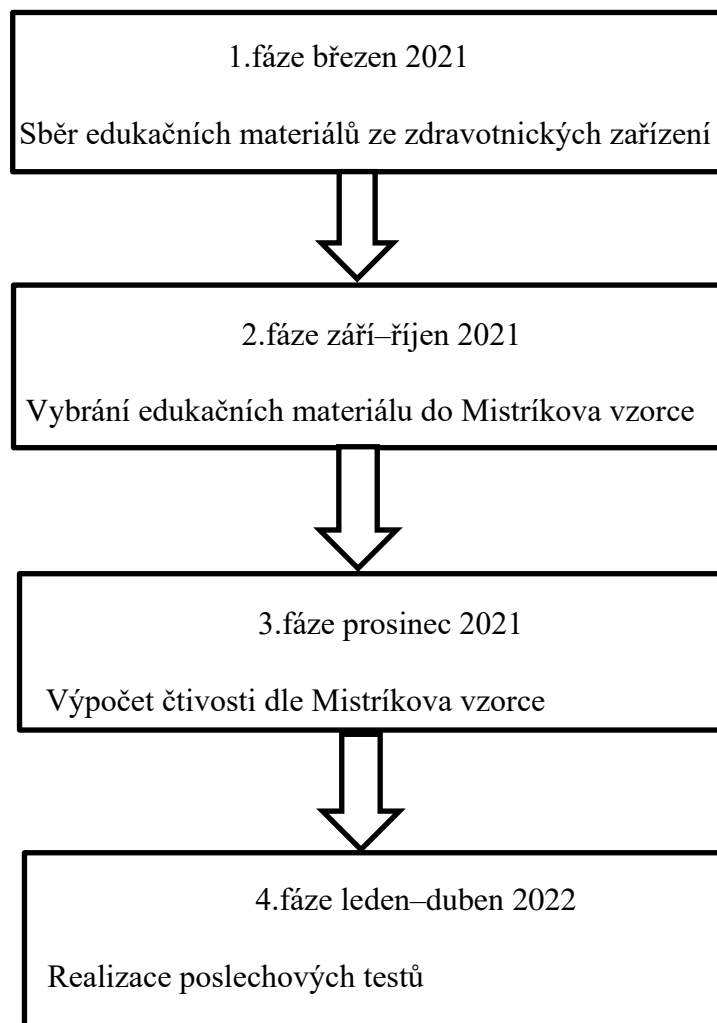 1.fáze březen 2021
Sběr edukačních materiálů ze zdravotnických zařízení
2.fáze září–říjen 2021
Vybrání edukačních materiálu do Mistríkova vzorce
3.fáze prosinec 2021
Výpočet čtivosti dle Mistríkova vzorce
4.fáze leden–duben 2022
Realizace poslechových testů